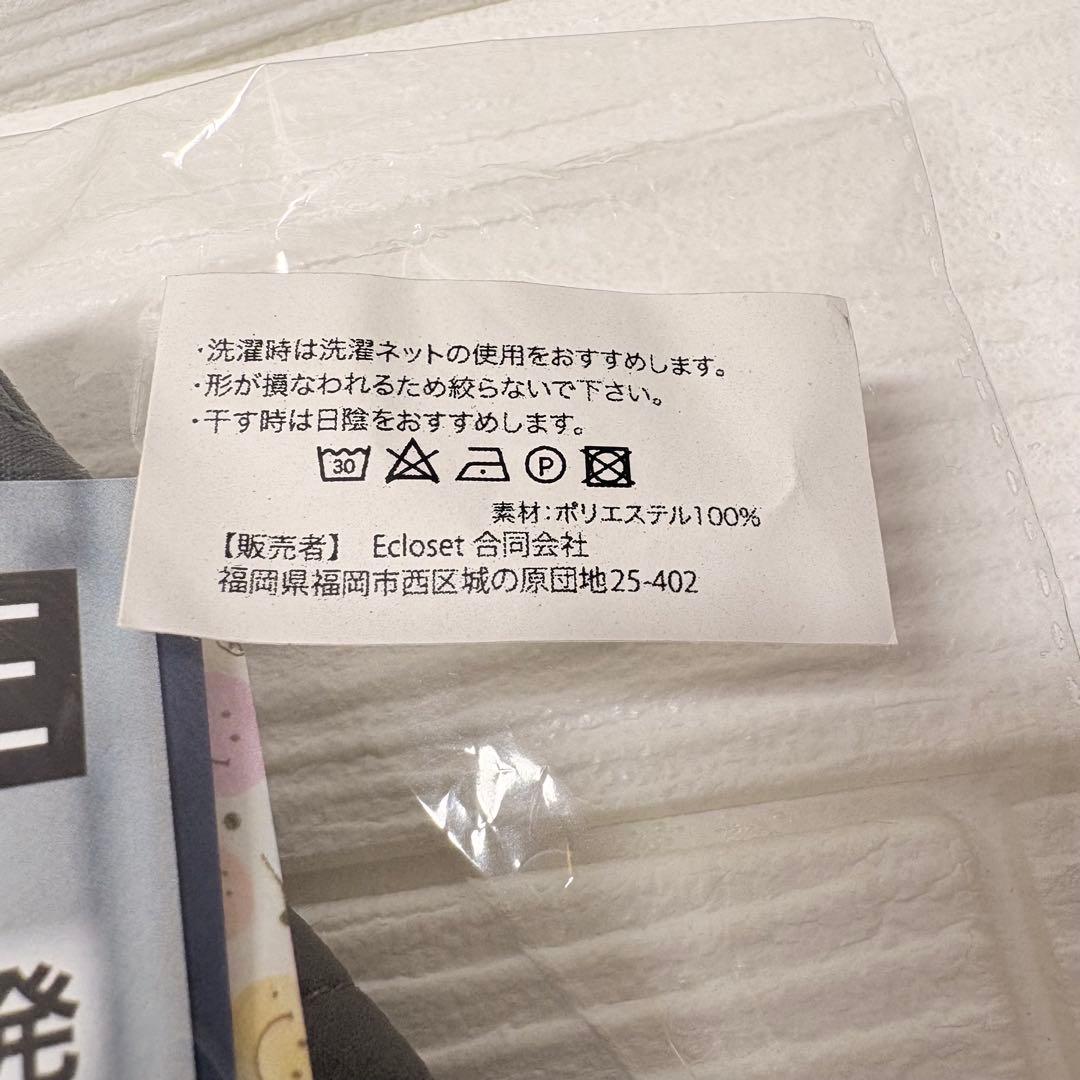 ・洗濯時は洗濯ネットの使用をおすすめします。
・形が損なわれるため絞らないで下さい。
・干す時は日陰をおすすめします。
30 P
素材：ポリエステル100%
【販売者】 Ecloset 合同会社
福岡県福岡市西区城の原団地25-402
発